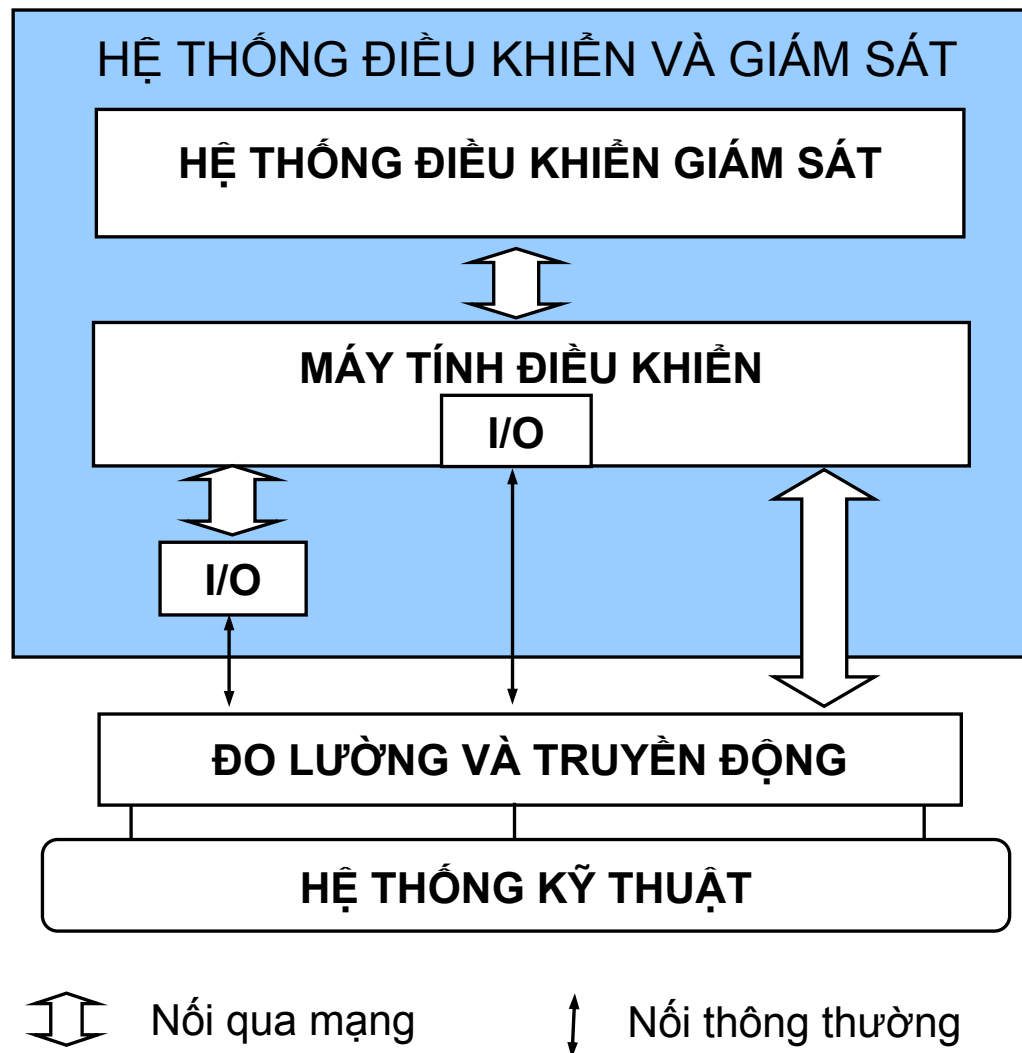 HỆ THỐNG ĐIỀU KHIỂN VÀ GIÁM SÁT
HỆ THỐNG ĐIỀU KHIỂN GIÁM SÁT
MÁY TÍNH ĐIỀU KHIỂN
I/O
I/O
ĐO LƯỜNG VÀ TRUYỀN ĐỘNG
HỆ THỐNG KỸ THUẬT
Nối qua mạng
Nối thông thường